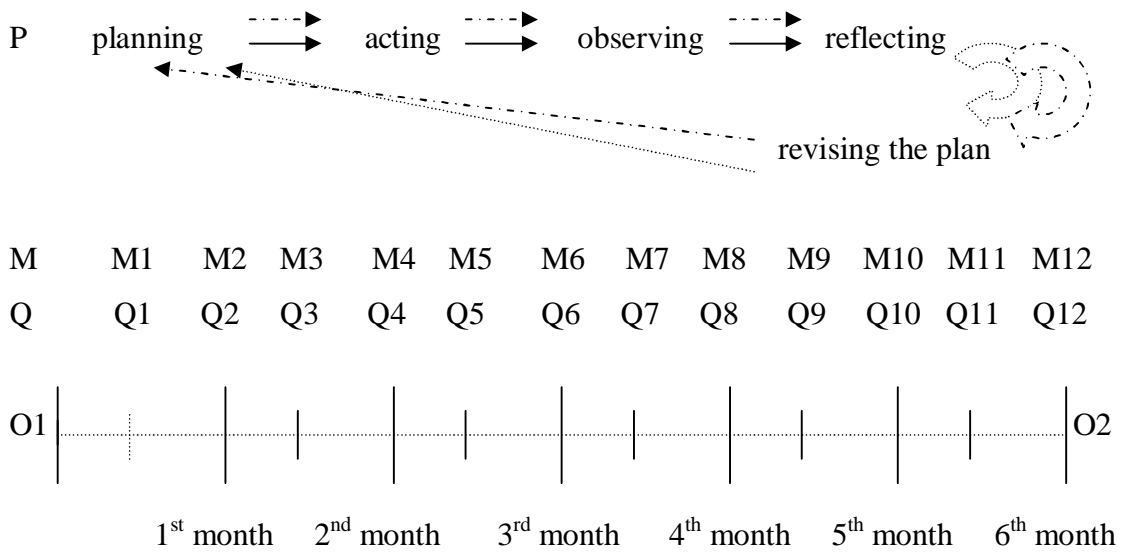 P planning acting observing reflecting
revising the plan
M M1 M2 M3 M4 M5 M6 M7 M8 M9 M10 M11 M12
Q Q1 Q2 Q3 Q4 Q5 Q6 Q7 Q8 Q9 Q10 Q11 Q12
O1 O2
1st month 2nd month 3rd month 4th month 5th month 6th month